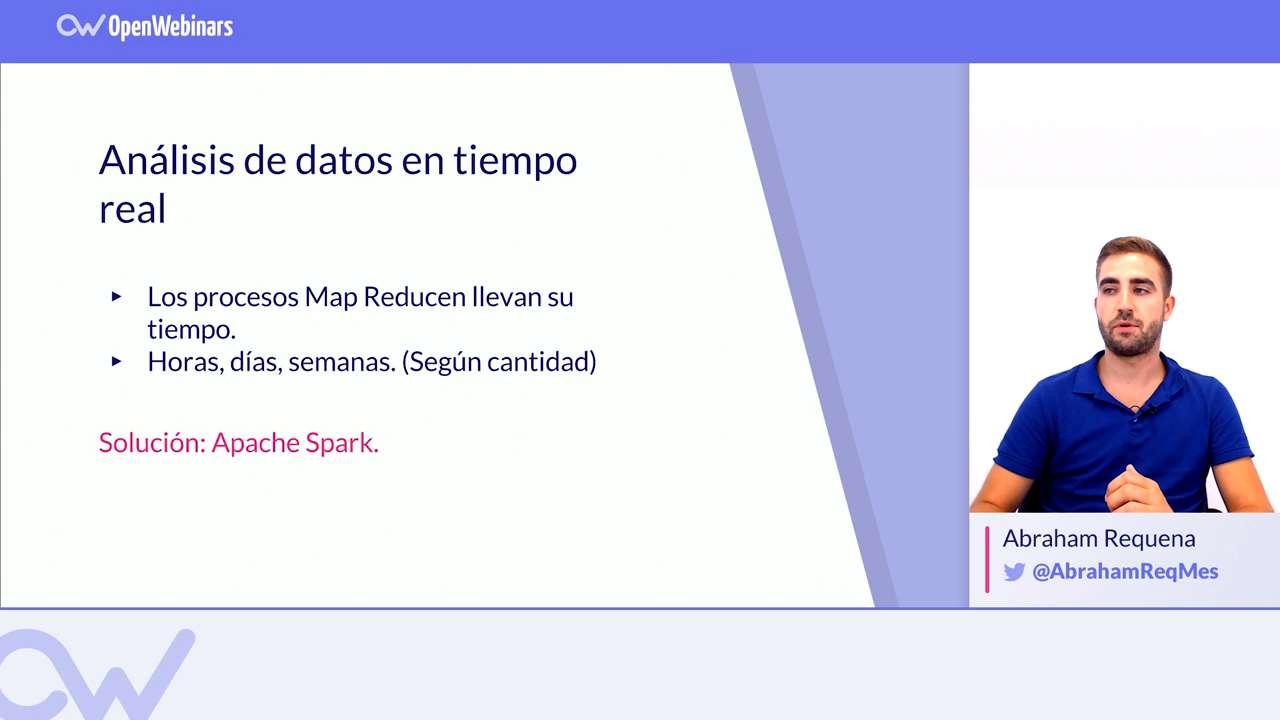 OpenWebinars
Análisis de datos en tiempo
real
▸ Los procesos Map Reducen llevan su
tiempo.
▸ Horas, días, semanas. (Según cantidad)
Solución: Apache Spark.
Abraham Requena
@AbrahamReqMes